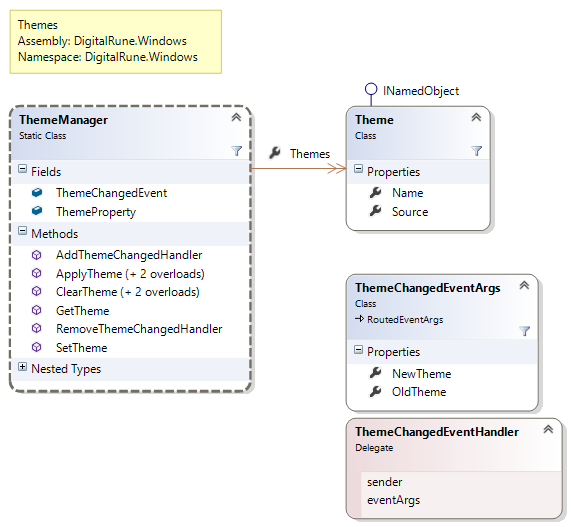 Themes
Assembly: DigitalRune.Windows
Namespace: DigitalRune.Windows
ThemeManager
Static Class
Fields
ThemeChangedEvent
ThemeProperty
Methods
AddThemeChangedHandler
ApplyTheme (+ 2 overloads)
ClearTheme (+ 2 overloads)
GetTheme
RemoveThemeChangedHandler
SetTheme
Nested Types
Themes
INamedObject
Theme
Class
Properties
Name
Source
ThemeChangedEventArgs
Class
RoutedEventArgs
Properties
NewTheme
OldTheme
ThemeChangedEventHandler
Delegate
sender
eventArgs